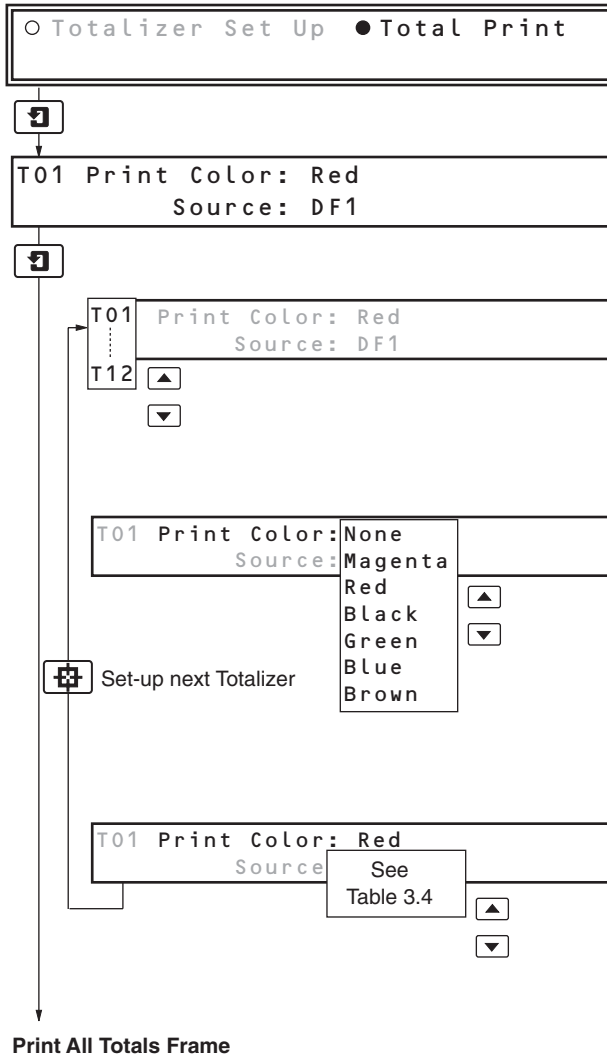 ○ Totalizer Set Up ● Total Print
T01 Print Color: Red
Source: DF1
T01 Print Color: Red
Source: DF1
T12
T01 Print Color: None
Source: Magenta
Red
Black
Green
Blue
Brown
Set-up next Totalizer
T01 Print Color: Red
Source See
Table 3.4
Print All Totals Frame